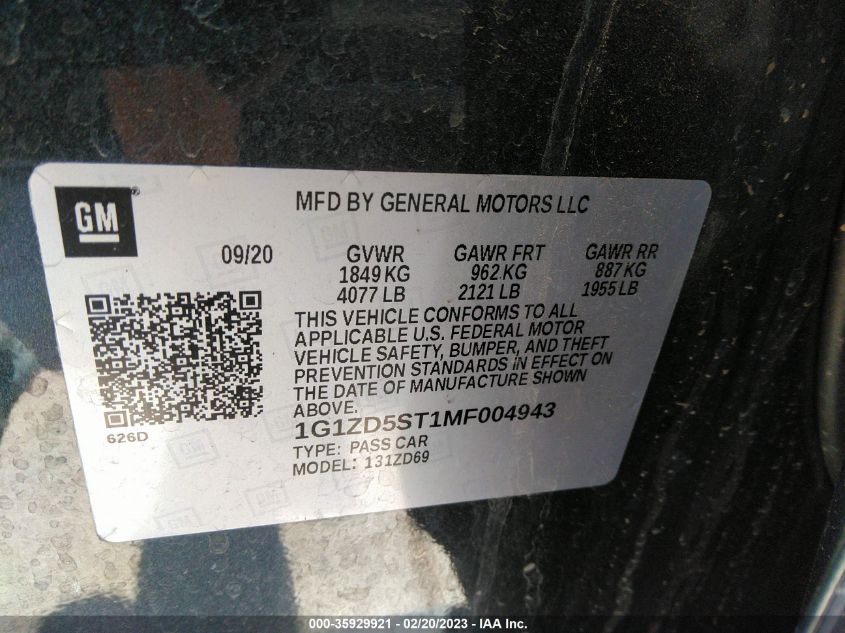 GM
MFD BY GENERAL MOTORS LLC
09/20 GVWR GAWR FRT GAWR RR
1849 KG 962 KG 887 KG
4077 LB 2121 LB 1955 LB
THIS VEHICLE CONFORMS TO ALL
APPLICABLE U.S. FEDERAL MOTOR
VEHICLE SAFETY, BUMPER, AND THEFT
PREVENTION STANDARDS IN EFFECT ON
THE DATE OF MANUFACTURE SHOWN
ABOVE.
626D
1G1ZD5ST1MF004943
TYPE: PASS CAR
MODEL: 131ZD69
000-35929921 - 02/20/2023 - IAA Inc.